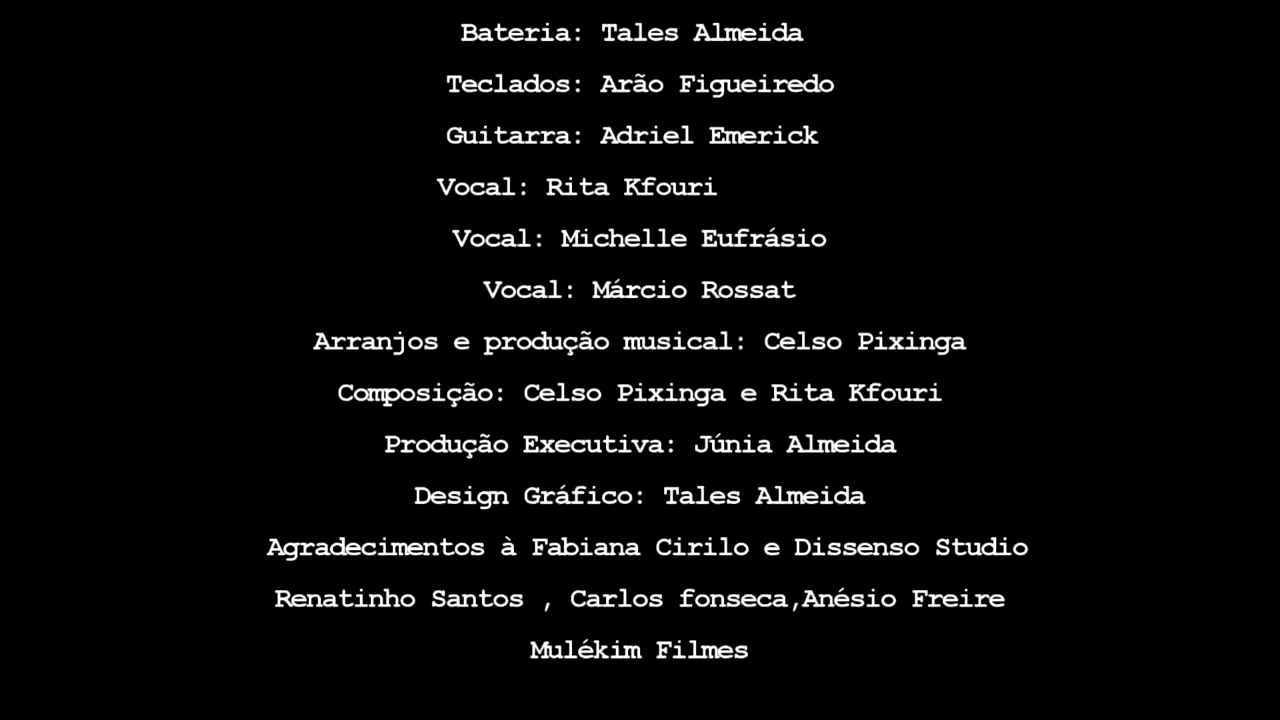 Bateria: Tales Almeida
Teclados: Arão Figueiredo
Guitarra: Adriel Emerick
Vocal: Rita Kfouri
Vocal: Michelle Eufrásio
Vocal: Márcio Rossat
Arranjos e produção musical: Celso Pixinga
Composição: Celso Pixinga e Rita Kfouri
Produção Executiva: Júnia Almeida
Design Gráfico: Tales Almeida
Agradecimentos à Fabiana Cirilo e Dissenso Studio
Renatinho Santos , Carlos fonseca,Anésio Freire
Mulékim Filmes